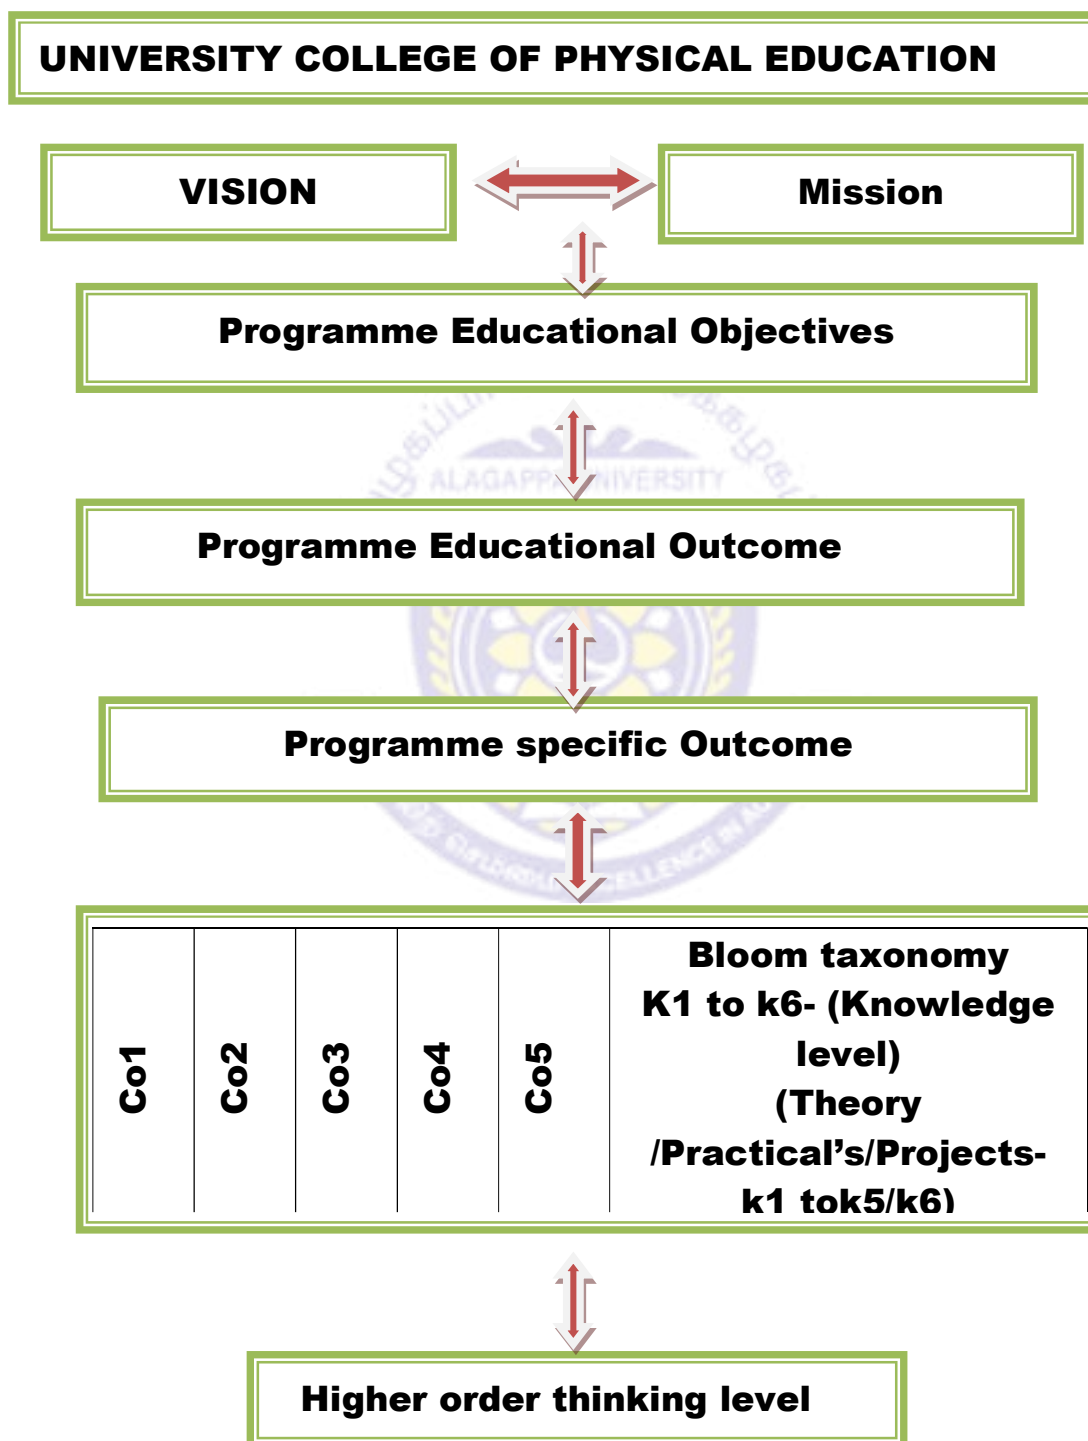 UNIVERSITY COLLEGE OF PHYSICAL EDUCATION
VISION
Mission
Programme Educational Objectives
ALAGAPPA UNIVERSITY
Programme Educational Outcome
Programme specific Outcome
Co1
Co2
Co3
Co4
Co5
Bloom taxonomy
K1 to k6- (Knowledge
level)
(Theory
/Practical’s/Projects-
k1 tok5/k6)
Higher order thinking level